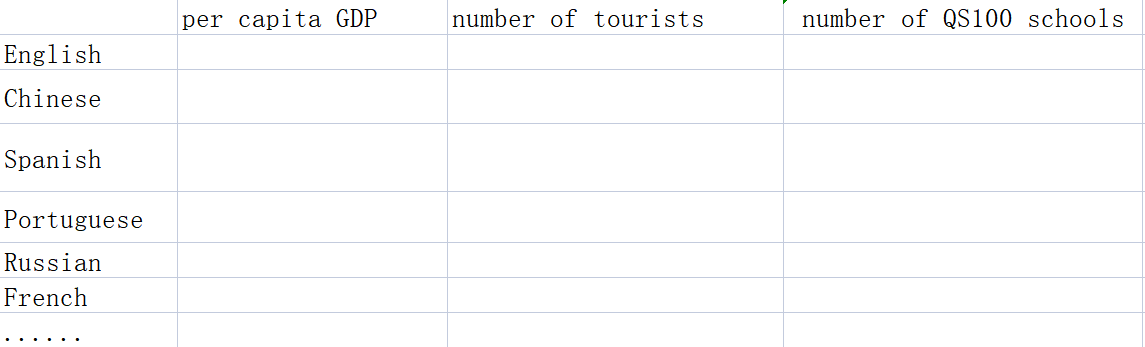 per capita GDP number of tourists number of QS100 schools
English
Chinese
Spanish
Portuguese
Russian
French
......